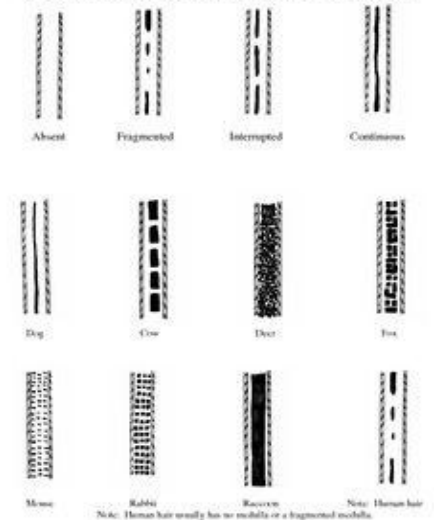 Absent Fragmented Interrupted Continuous
Dog Cow Deer Fox
Mouse Rabbit Raccoon Note: Human hair
Note: Human hair usually has no medulla or a fragmented medulla.